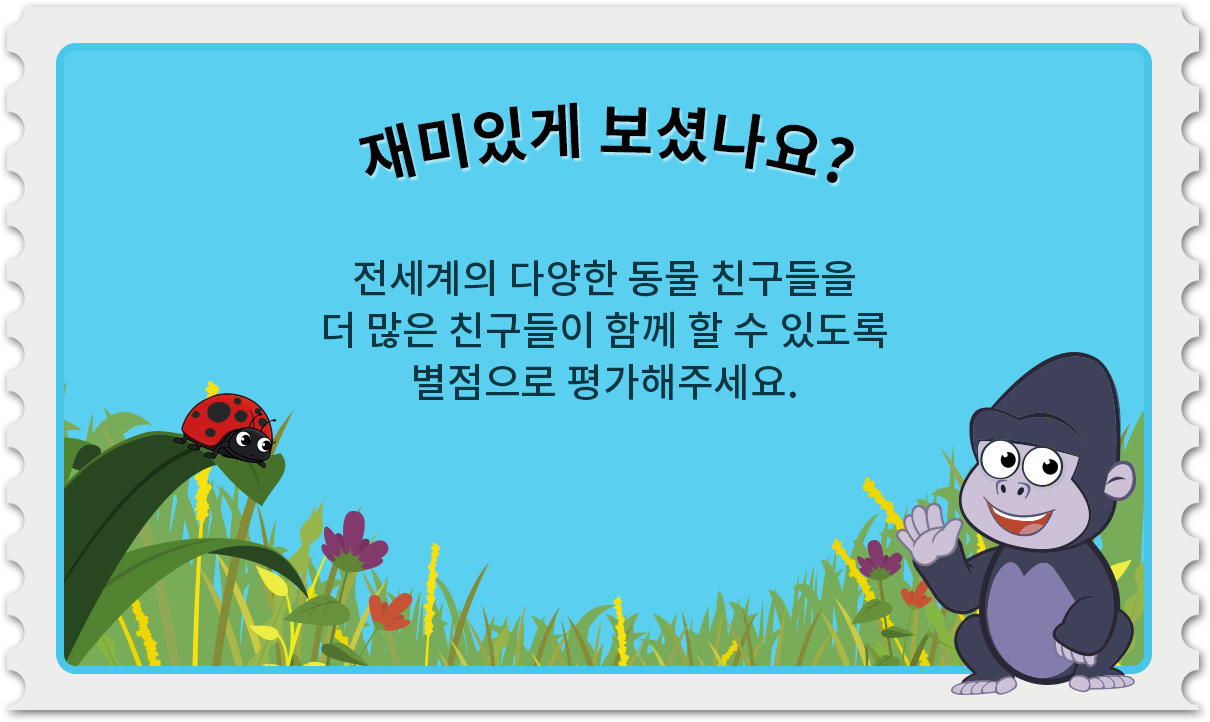 재미있게 보셨나요?
전세계의 다양한 동물 친구들을
더 많은 친구들이 함께 할 수 있도록
별점으로 평가해주세요.